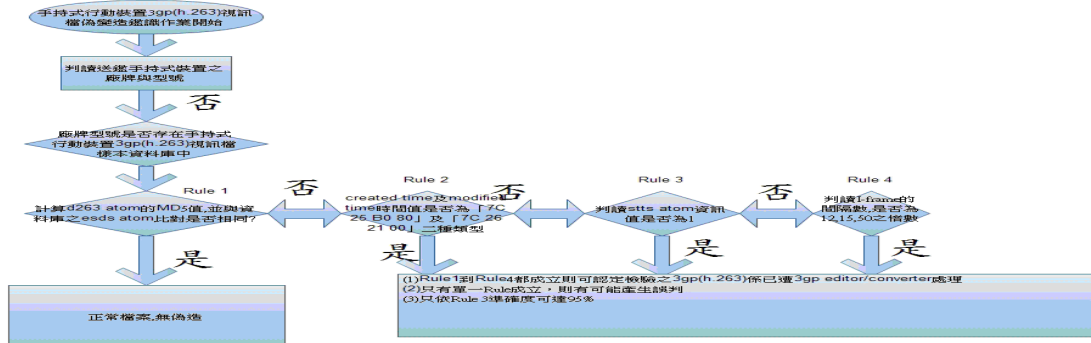 手持式行動裝置3gp(h.263)視訊
檔偽變造鑑識作業開始
判讀送鑑手持式裝置之
廠牌與型號
否
廠牌型號是否存在手持式
行動裝置3gp(h.263)視訊檔
樣本資料庫中
Rule 1
計算d263 atom的MD5值,並與資
料庫之esds atom比對是否相同?
是
正常檔案,無偽造
否
Rule 2
created time及modified
time時間值是否為「7C
26 B0 80」及「7C 26
21 00」二種類型
是
否
Rule 3
判讀stts atom資訊
值是否為1
是
否
Rule 4
判讀I-frame的
間隔數,是否為
12,15,50之倍數
是
(1)Rule1到Rule4都成立則可認定檢驗之3gp(h.263)係已遭3gp editor/converter處理
(2)只有單一Rule成立，則有可能產生誤判
(3)只依Rule 3準確度可達95%